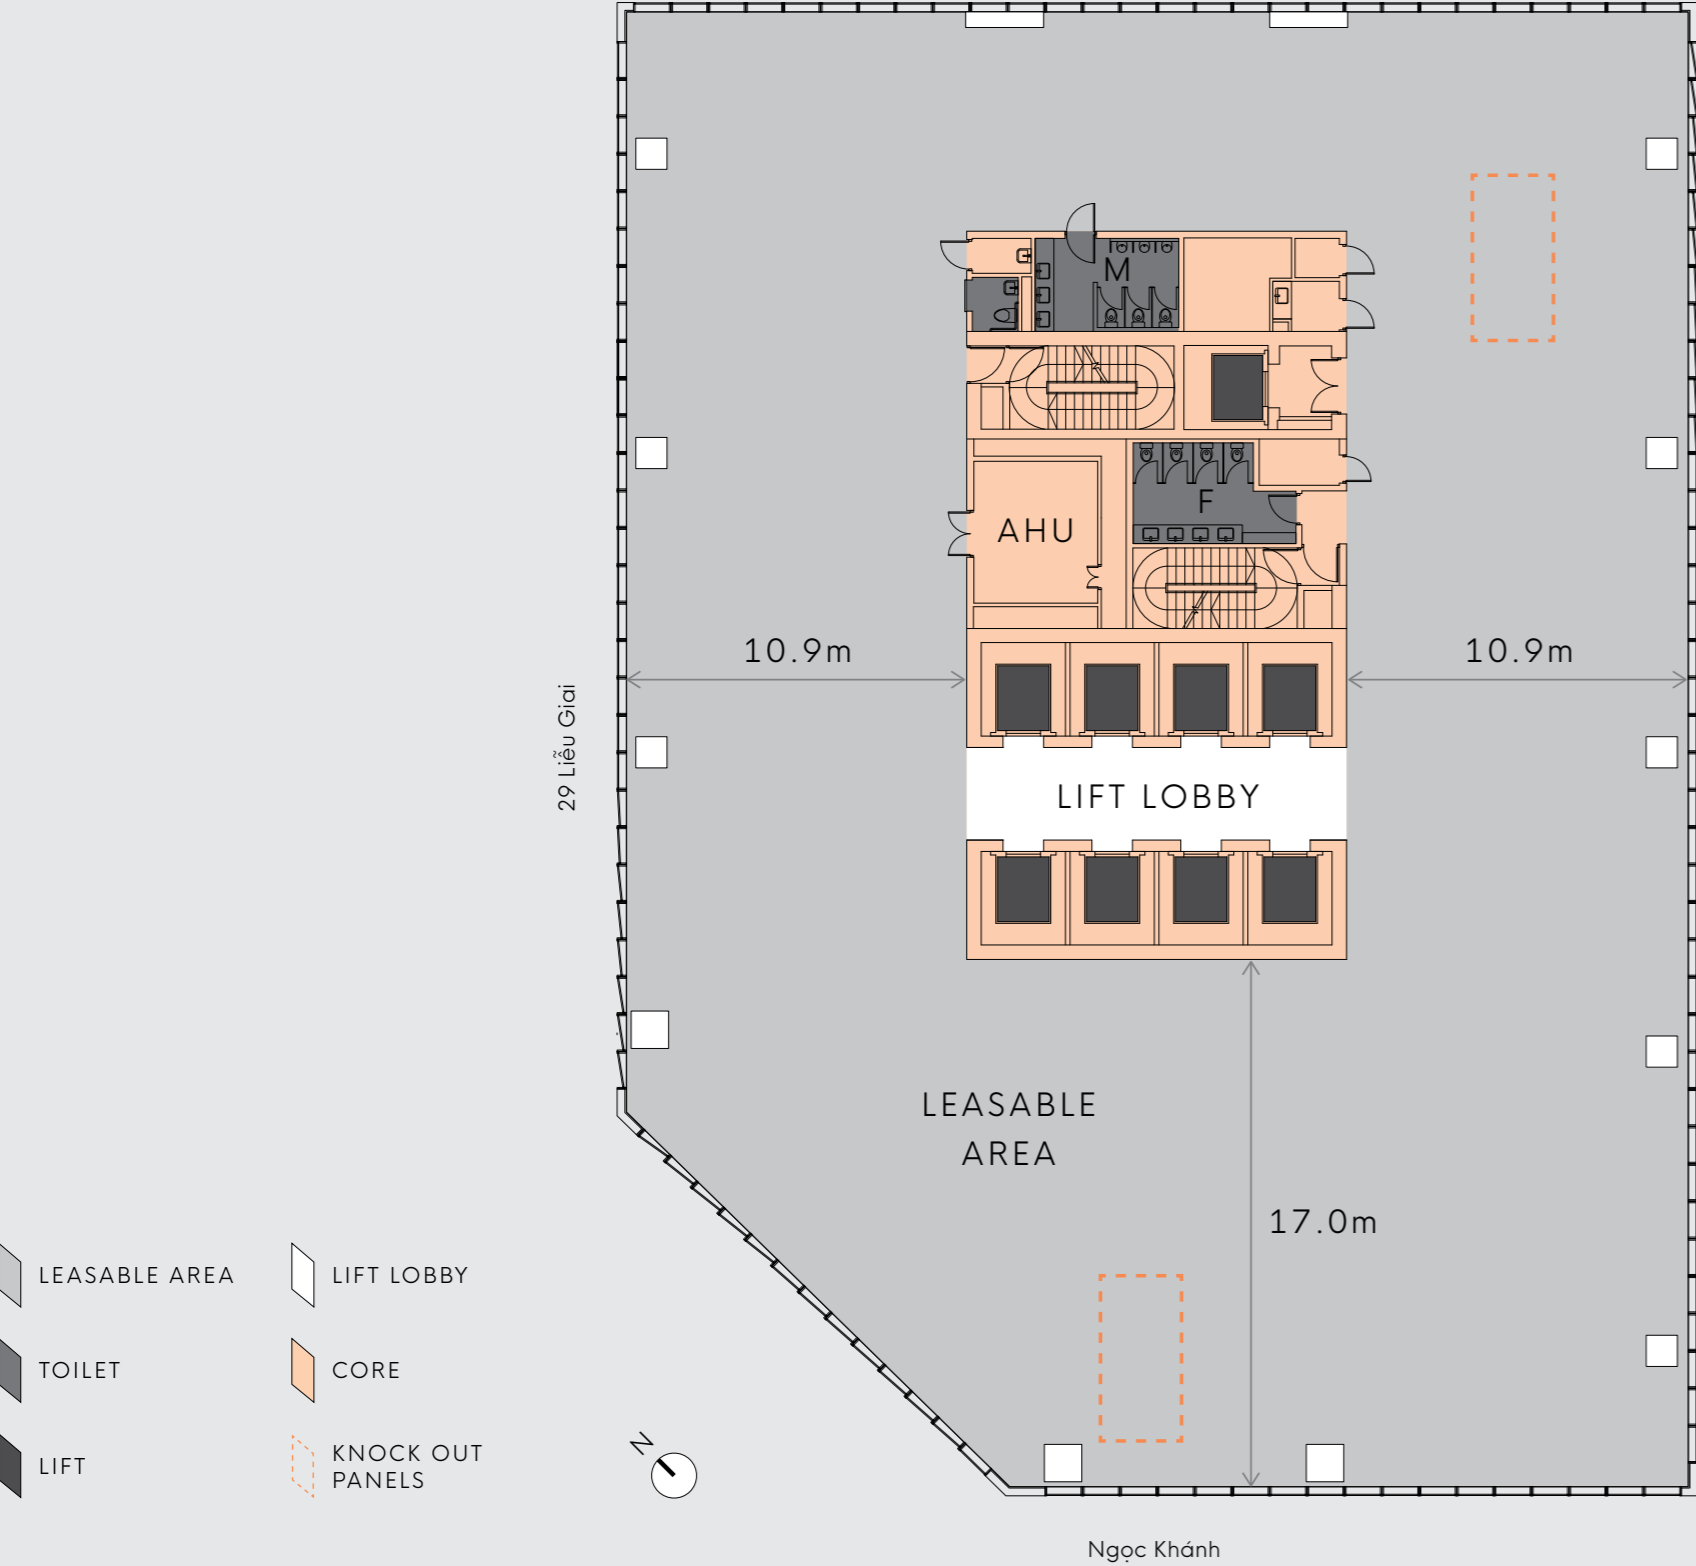 M
F
AHU
10.9m
10.9m
29 Liễu Giai
LIFT LOBBY
LEASABLE
AREA
17.0m
LEASABLE AREA
LIFT LOBBY
TOILET
CORE
LIFT
KNOCK OUT
PANELS
N
Ngọc Khánh